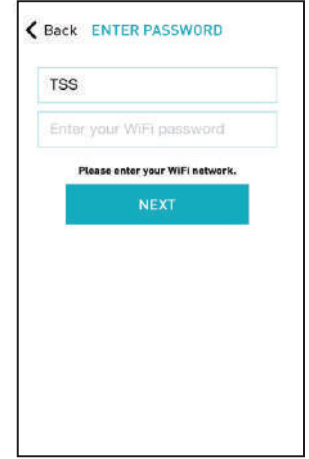 Back ENTER PASSWORD
TSS
Enter your WiFi password
Please enter your WiFi network.
NEXT